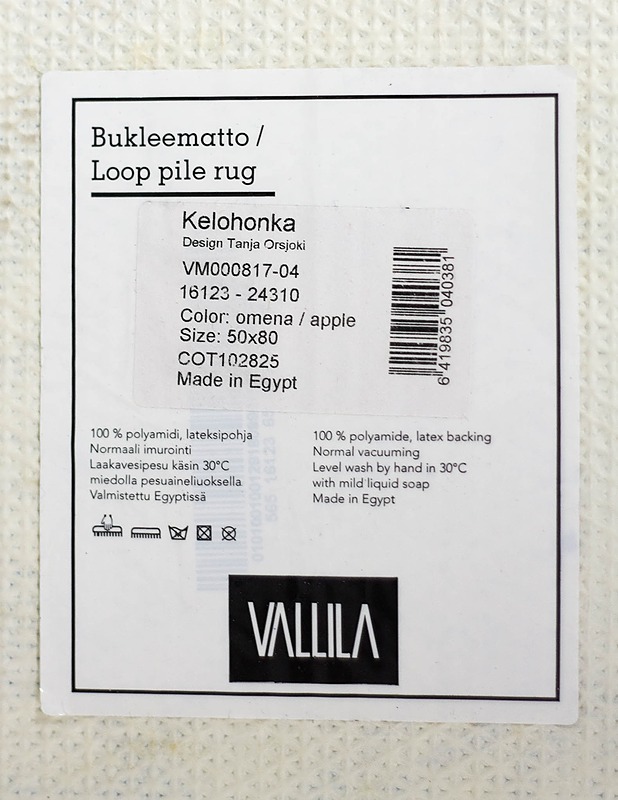 Bukleematto /
Loop pile rug
Kelohonka
Design Tanja Orsjoki
VM000817-04
16123 - 24310
Color: omena / apple
Size: 50x80
COT102825
Made in Egypt
6 419835 040381
100 % polyamidi, lateksipohja
Normaali imurointi
Laakavesipesu käsin 30°C
miedolla pesuaineliuoksella
Valmistettu Egyptissä
100 % polyamide, latex backing
Normal vacuuming
Level wash by hand in 30°C
with mild liquid soap
Made in Egypt
VALLILA